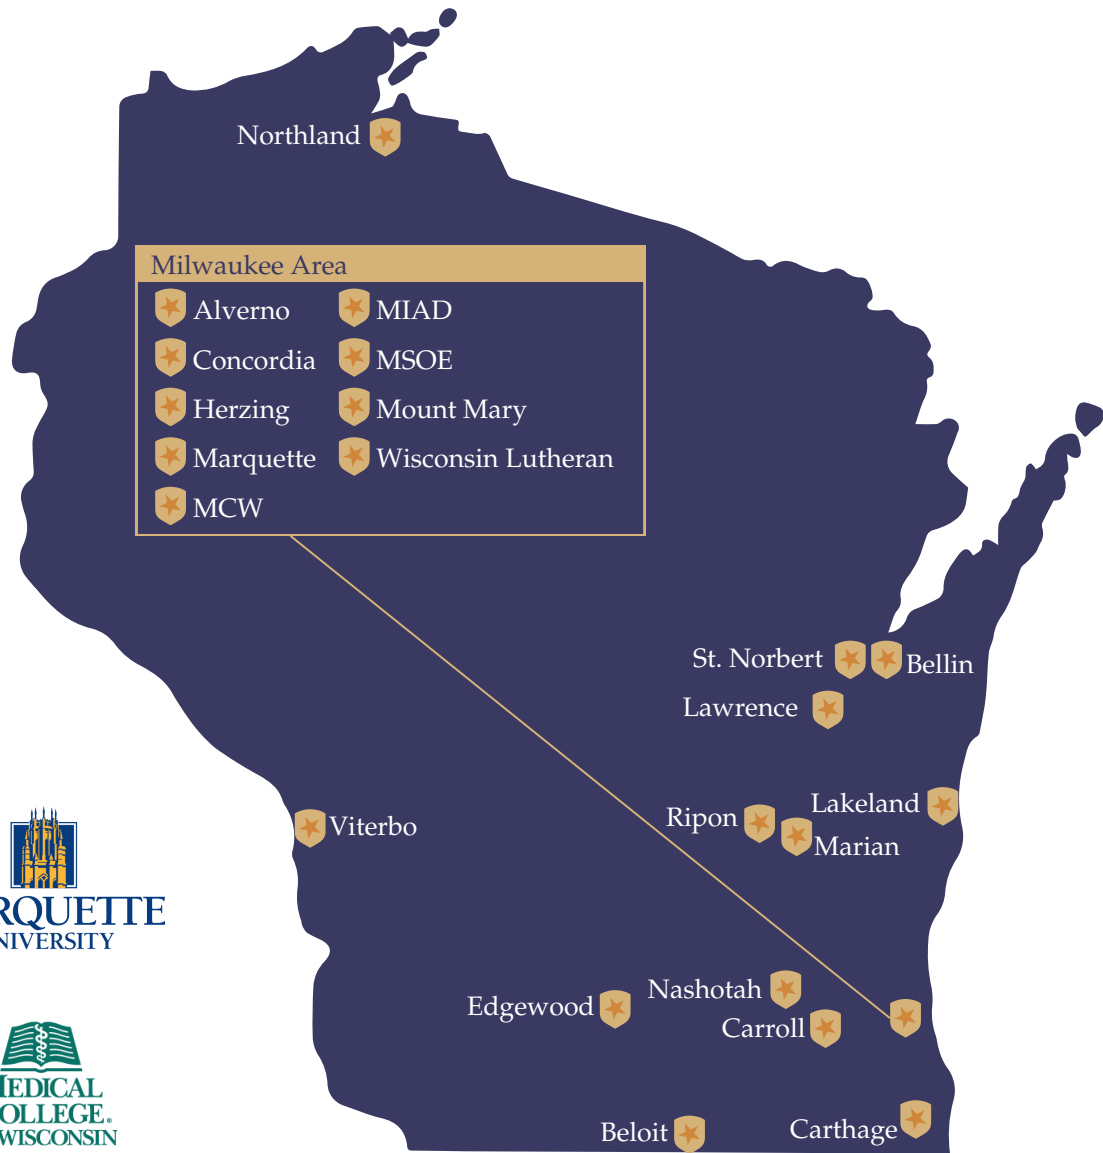 Northland
Milwaukee Area
Alverno
MIAD
Concordia
MSOE
Herzing
Mount Mary
Marquette
Wisconsin Lutheran
MCW
St. Norbert
Bellin
Lawrence
Lakeland
Ripon
Marian
Viterbo
RQUETTE
NIVERSITY
Nashotah
Edgewood
Carroll
EDICAL
OLLEGE®
WISCONSIN
Beloit
Carthage